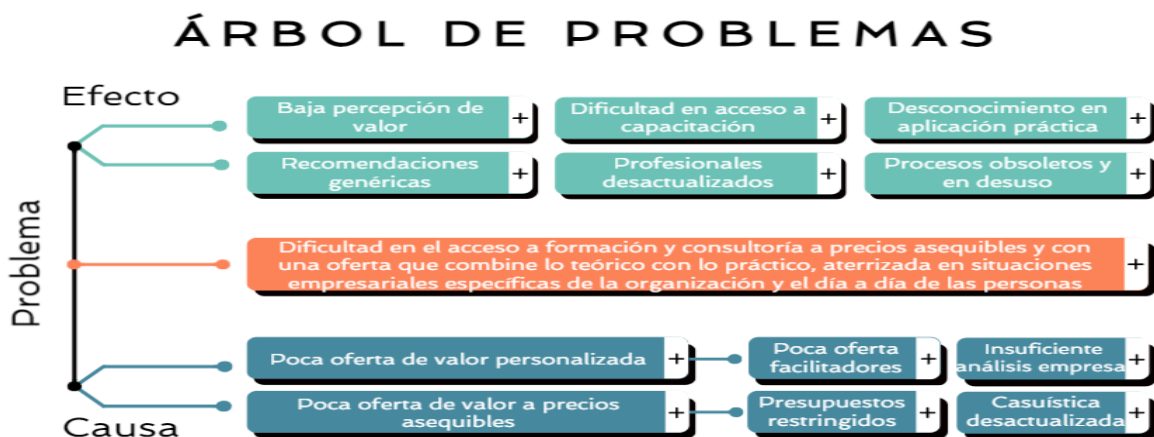 ÁRBOL DE PROBLEMAS
Efecto
Baja percepción de
valor
+
Dificultad en acceso a
capacitación
+
Desconocimiento en
aplicación práctica
+
Recomendaciones
genéricas
+
Profesionales
desactualizados
+
Procesos obsoletos y
en desuso
+
Problema
Dificultad en el acceso a formación y consultoría a precios asequibles y con
una oferta que combine lo teórico con lo práctico, aterrizada en situaciones
empresariales específicas de la organización y el día a día de las personas
+
Poca oferta de valor personalizada
+
Poca oferta
facilitadores
+
Insuficiente
análisis empresa
+
Poca oferta de valor a precios
asequibles
+
Presupuestos
restringidos
+
Casuística
desactualizada
+
Causa